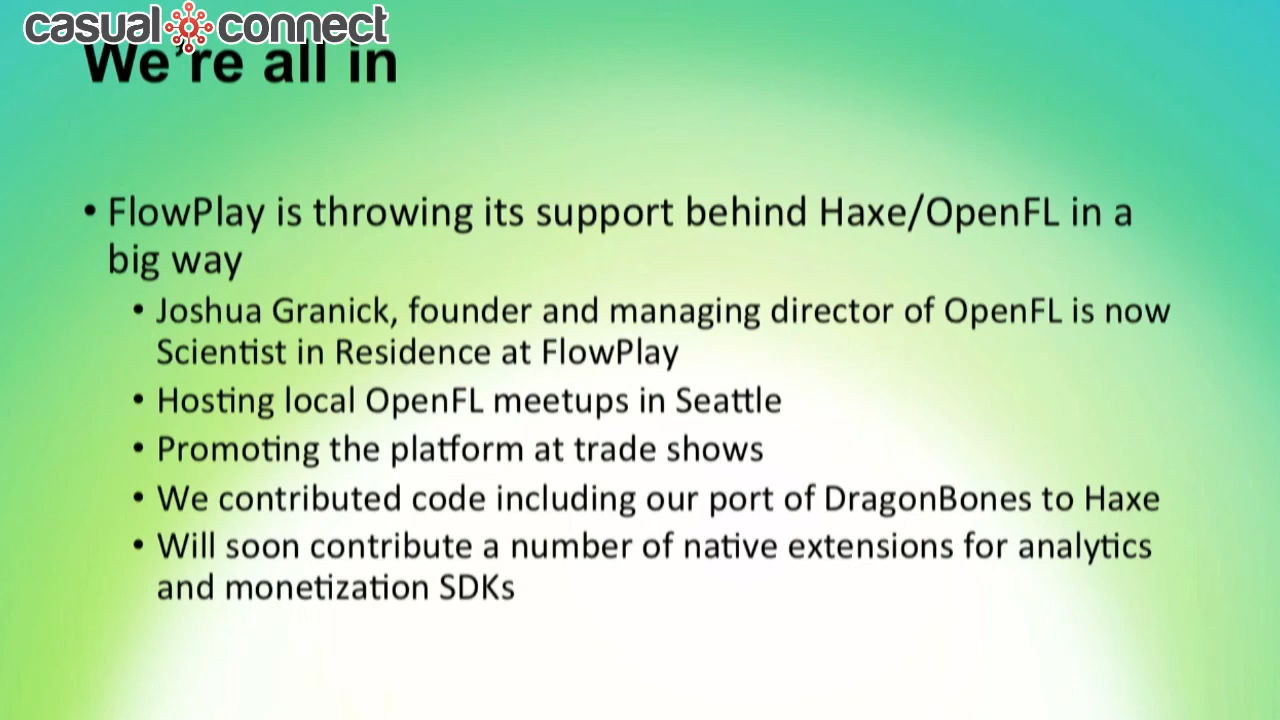 casual connect
We're all in
• FlowPlay is throwing its support behind Haxe/OpenFL in a
big way
• Joshua Granick, founder and managing director of OpenFL is now
Scientist in Residence at FlowPlay
• Hosting local OpenFL meetups in Seattle
• Promoting the platform at trade shows
• We contributed code including our port of DragonBones to Haxe
• Will soon contribute a number of native extensions for analytics
and monetization SDKs